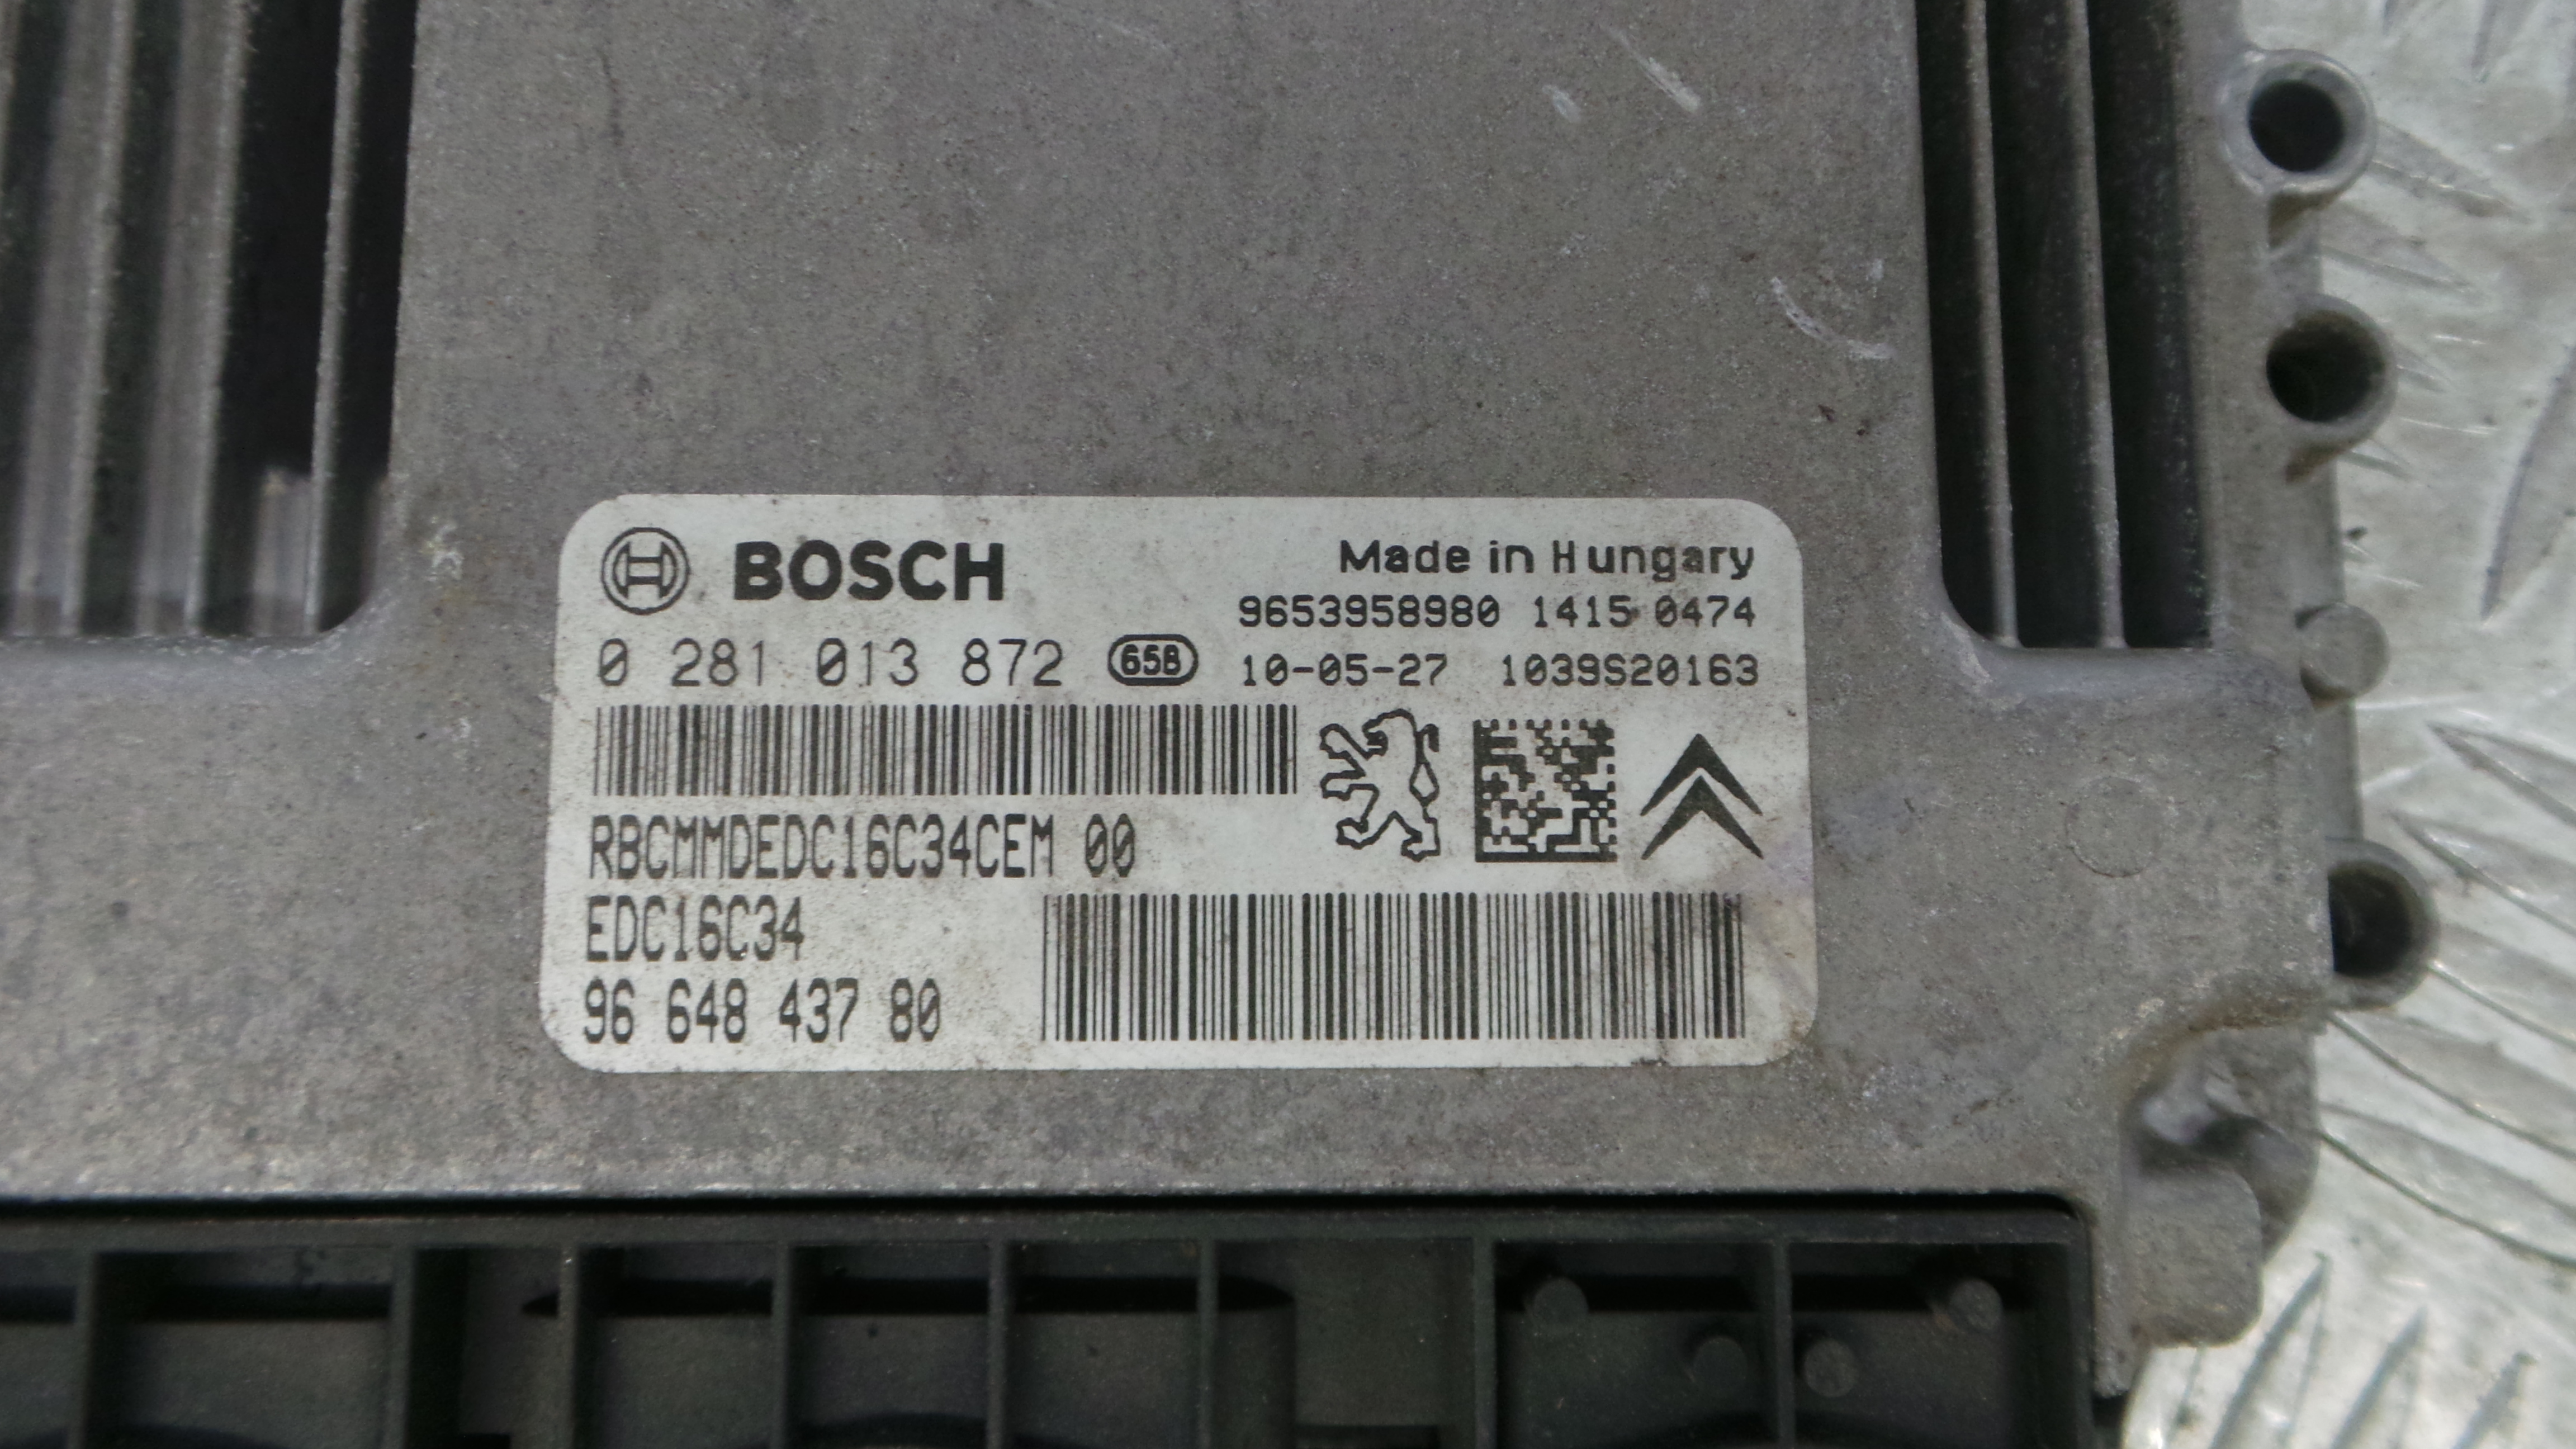 BOSCH
Made in Hungary
9653958980 1415 0474
0 281 013 872 65B
10-05-27 1039S20163
RBCMMDEDC16C34CEM 00
EDC16C34
96 648 437 80